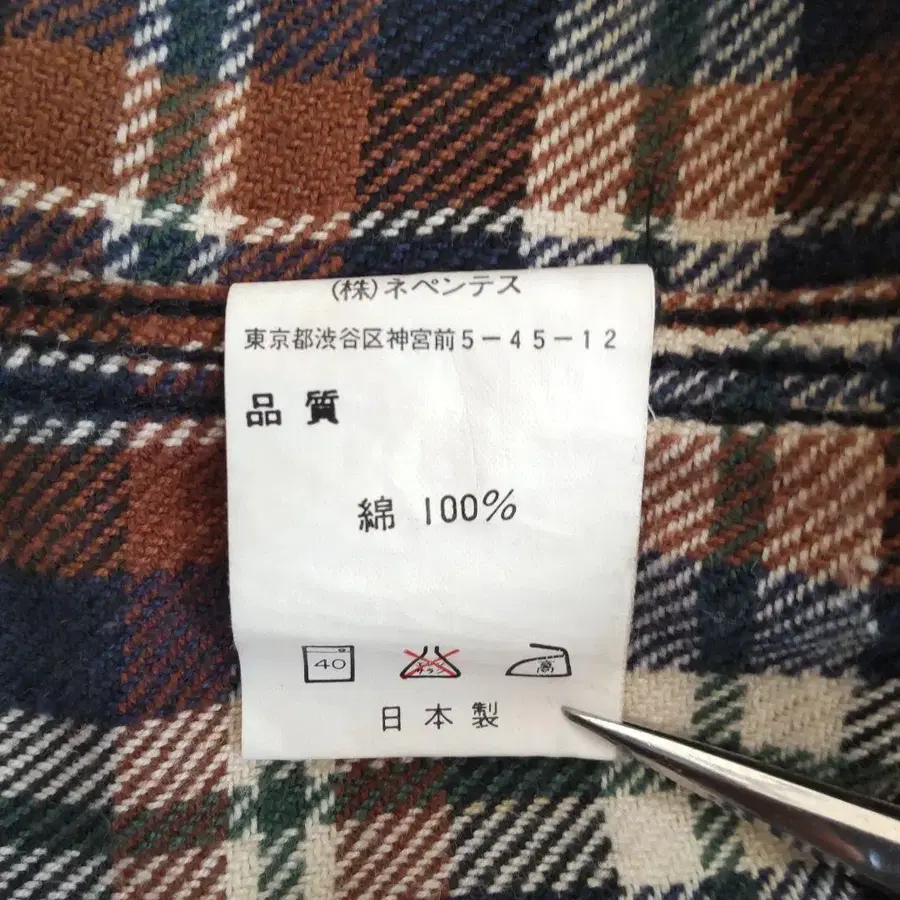 (株)ネペンテス
東京都渋谷区神宮前5-45-12
品質
綿 100%
40 高
日本製